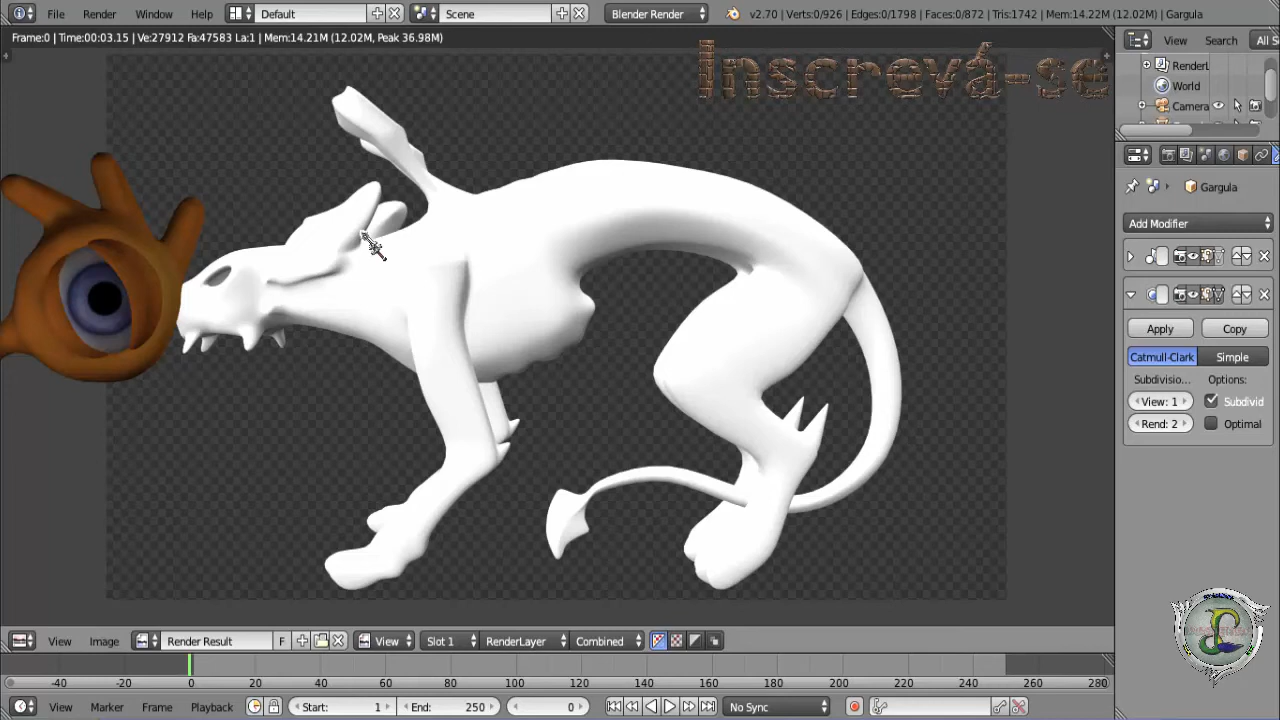 File Render Window Help Default Scene Blender Render v2.70 | Verts:0/926 | Edges:0/1798 | Faces:0/872 | Tris:1742 | Mem:14.22M (12.02M) | Gargula
Frame:0 | Time:00:03.15 | Ve:27912 Fa:47583 La:1 | Mem:14.21M (12.02M, Peak 36.98M)
View Search All S
Inscrevá-se
RenderL
World
Camera
Gargula
Add Modifier
Apply Copy
Catmull-Clark Simple
Subdivisio... Options:
View: 1 Subdivid
Rend: 2 Optimal
View Image Render Result F View Slot 1 RenderLayer Combined
-40 -20 0 20 40 60 80 100 120 140 160 180 200 220 240 260 280
View Marker Frame Playback Start: 1 End: 250 0 No Sync